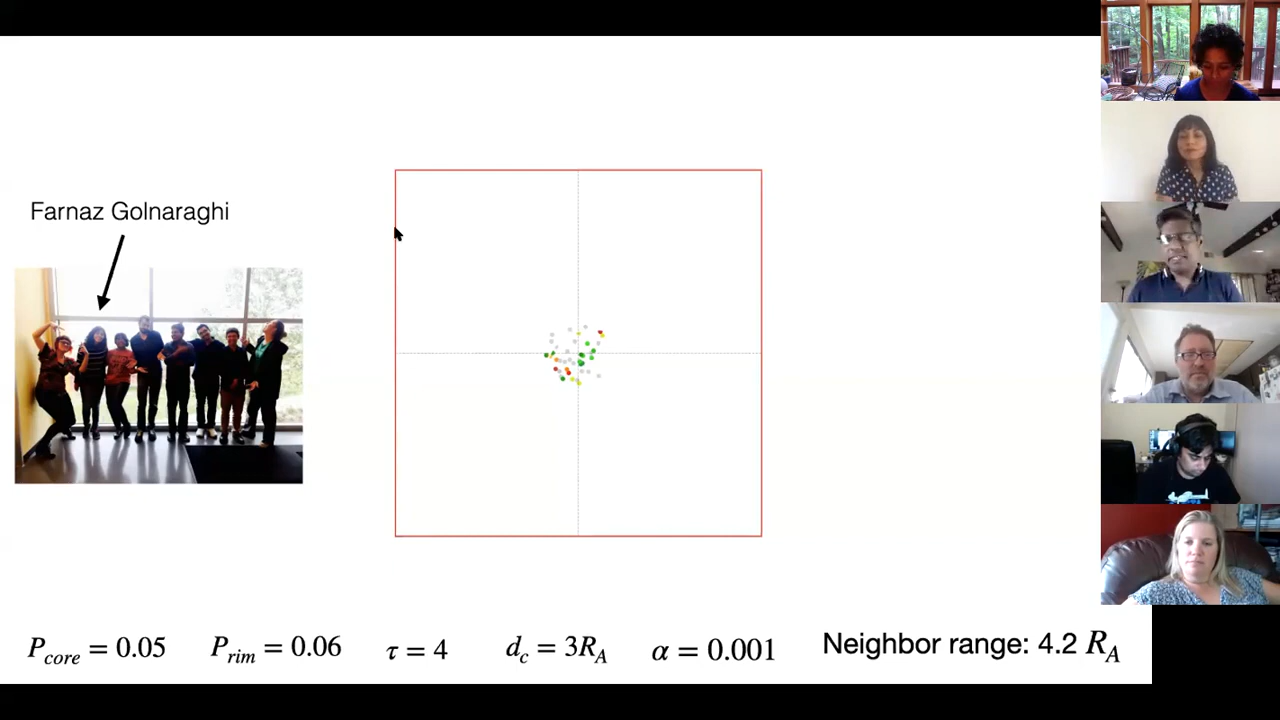 Farnaz Golnaraghi
P_core = 0.05 P_rim = 0.06 τ = 4 d_c = 3R_A α = 0.001 Neighbor range: 4.2 R_A